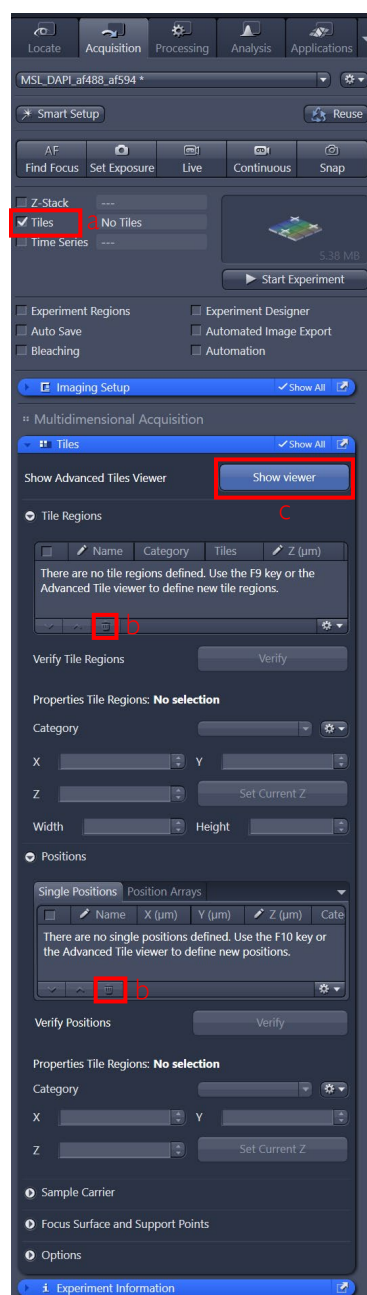 Locate Acquisition Processing Analysis Applications
MSL_DAPI_af488_af594 *
Smart Setup Reuse
AF
Find Focus Set Exposure Live Continuous Snap
Z-Stack ---
Tiles a No Tiles
Time Series ---
5.38 MB
Start Experiment
Experiment Regions Experiment Designer
Auto Save Automated Image Export
Bleaching Automation
Imaging Setup Show All
Multidimensional Acquisition
Tiles Show All
Show Advanced Tiles Viewer Show viewer
c
Tile Regions
Name Category Tiles Z (µm)
There are no tile regions defined. Use the F9 key or the
Advanced Tile viewer to define new tile regions.
b
Verify Tile Regions Verify
Properties Tile Regions: No selection
Category
X Y
Z Set Current Z
Width Height
Positions
Single Positions Position Arrays
Name X (µm) Y (µm) Z (µm) Cate
There are no single positions defined. Use the F10 key or
the Advanced Tile viewer to define new positions.
b
Verify Positions Verify
Properties Tile Regions: No selection
Category
X Y
Z Set Current Z
Sample Carrier
Focus Surface and Support Points
Options
Experiment Information